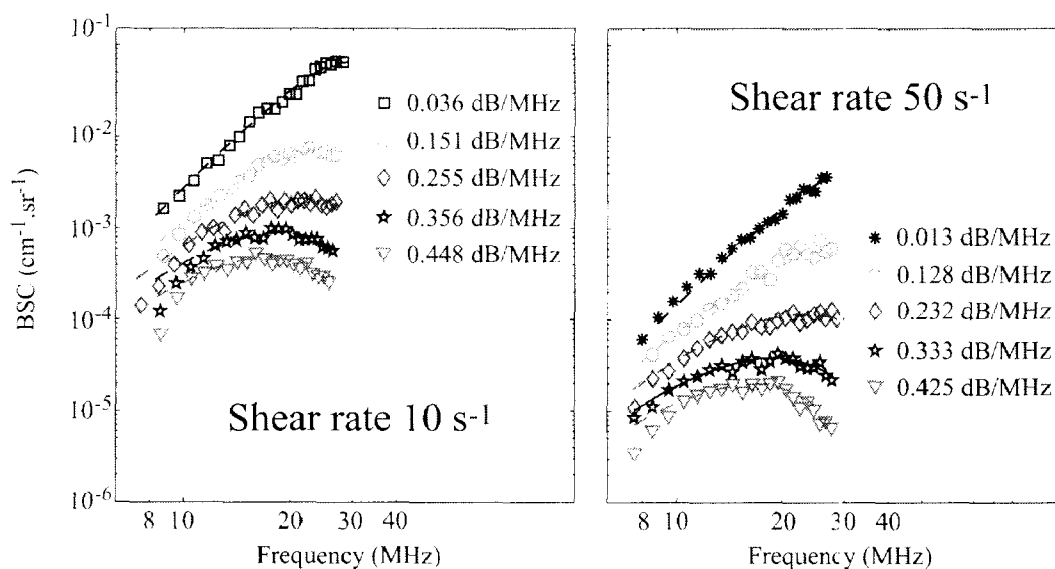 BSC (cm-1.sr-1)
10-1
10-2
10-3
10-4
10-5
10-6
0.036 dB/MHz
0.151 dB/MHz
0.255 dB/MHz
0.356 dB/MHz
0.448 dB/MHz
Shear rate 10 s-1
8 10 20 30 40
Frequency (MHz)
Shear rate 50 s-1
0.013 dB/MHz
0.128 dB/MHz
0.232 dB/MHz
0.333 dB/MHz
0.425 dB/MHz
8 10 20 30 40
Frequency (MHz)